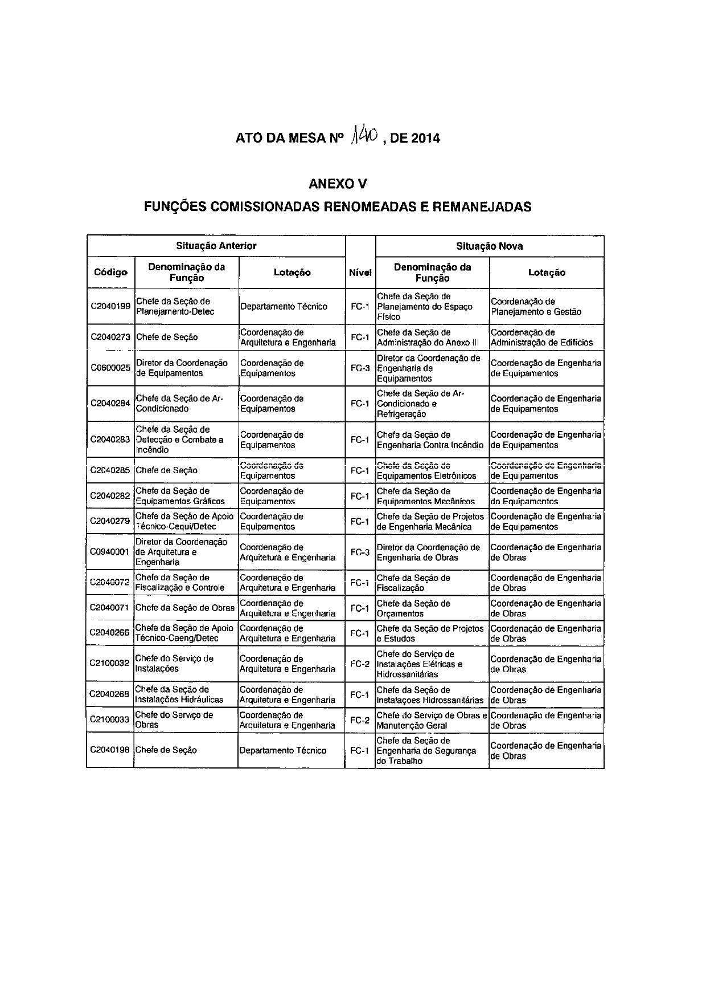 ATO DA MESA Nº 140, DE 2014
ANEXO V
FUNÇÕES COMISSIONADAS RENOMEADAS E REMANEJADAS
Situação Anterior
Nível
Situação Nova
Código
Denominação da
Função
Lotação
Denominação da
Função
Lotação
C2040199
Chefe da Seção de
Planejamento-Detec
Departamento Técnico
FC-1
Chefe da Seção de
Planejamento do Espaço
Físico
Coordenação de
Planejamento e Gestão
C2040273
Chefe de Seção
Coordenação de
Arquitetura e Engenharia
FC-1
Chefe da Seção de
Administração do Anexo III
Coordenação de
Administração de Edifícios
C0600025
Diretor da Coordenação
de Equipamentos
Coordenação de
Equipamentos
FC-3
Diretor da Coordenação de
Engenharia de
Equipamentos
Coordenação de Engenharia
de Equipamentos
C2040284
Chefe da Seção de Ar-
Condicionado
Coordenação de
Equipamentos
FC-1
Chefe da Seção de Ar-
Condicionado e
Refrigeração
Coordenação de Engenharia
de Equipamentos
C2040283
Chefe da Seção de
Detecção e Combate a
Incêndio
Coordenação de
Equipamentos
FC-1
Chefe da Seção de
Engenharia Contra Incêndio
Coordenação de Engenharia
de Equipamentos
C2040285
Chefe de Seção
Coordenação de
Equipamentos
FC-1
Chefe da Seção de
Equipamentos Eletrônicos
Coordenação de Engenharia
de Equipamentos
C2040282
Chefe da Seção de
Equipamentos Gráficos
Coordenação de
Equipamentos
FC-1
Chefe da Seção de
Equipamentos Mecânicos
Coordenação de Engenharia
de Equipamentos
C2040279
Chefe da Seção de Apoio
Técnico-Cequi/Detec
Coordenação de
Equipamentos
FC-1
Chefe da Seção de Projetos
de Engenharia Mecânica
Coordenação de Engenharia
de Equipamentos
C0940001
Diretor da Coordenação
de Arquitetura e
Engenharia
Coordenação de
Arquitetura e Engenharia
FC-3
Diretor da Coordenação de
Engenharia de Obras
Coordenação de Engenharia
de Obras
C2040072
Chefe da Seção de
Fiscalização e Controle
Coordenação de
Arquitetura e Engenharia
FC-1
Chefe da Seção de
Fiscalização
Coordenação de Engenharia
de Obras
C2040071
Chefe da Seção de Obras
Coordenação de
Arquitetura e Engenharia
FC-1
Chefe da Seção de
Orçamentos
Coordenação de Engenharia
de Obras
C2040266
Chefe da Seção de Apoio
Técnico-Caeng/Detec
Coordenação de
Arquitetura e Engenharia
FC-1
Chefe da Seção de Projetos
e Estudos
Coordenação de Engenharia
de Obras
C2100032
Chefe do Serviço de
Instalações
Coordenação de
Arquitetura e Engenharia
FC-2
Chefe do Serviço de
Instalações Elétricas e
Hidrossanitárias
Coordenação de Engenharia
de Obras
C2040268
Chefe da Seção de
Instalações Hidráulicas
Coordenação de
Arquitetura e Engenharia
FC-1
Chefe da Seção de
Instalações Hidrossanitárias
Coordenação de Engenharia
de Obras
C2100033
Chefe do Serviço de
Obras
Coordenação de
Arquitetura e Engenharia
FC-2
Chefe do Serviço de Obras e
Manutenção Geral
Coordenação de Engenharia
de Obras
C2040198
Chefe de Seção
Departamento Técnico
FC-1
Chefe da Seção de
Engenharia de Segurança
do Trabalho
Coordenação de Engenharia
de Obras